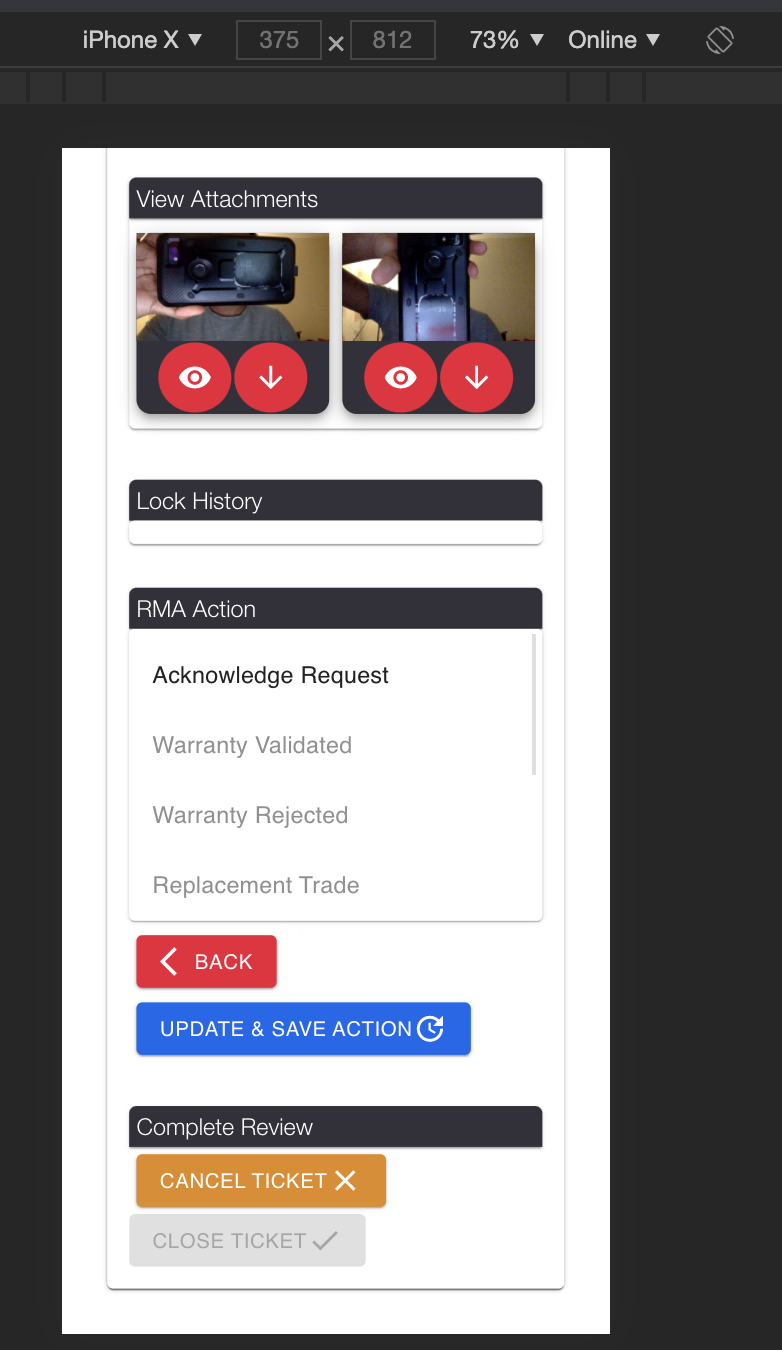 iPhone X ▼ 375 × 812 73% ▼ Online ▼
View Attachments
Lock History
RMA Action
Acknowledge Request
Warranty Validated
Warranty Rejected
Replacement Trade
BACK
UPDATE & SAVE ACTION
Complete Review
CANCEL TICKET
CLOSE TICKET